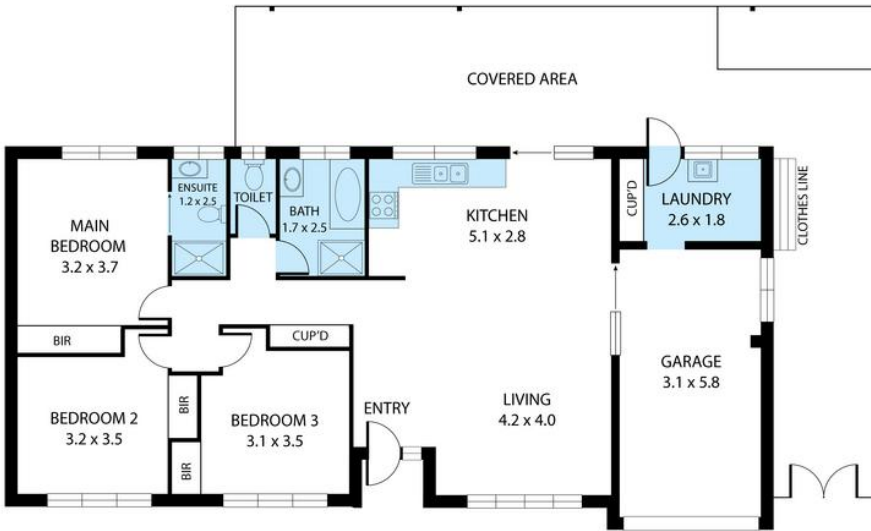 COVERED AREA
ENSUITE
1.2 x 2.5
TOILET
BATH
1.7 x 2.5
KITCHEN
5.1 x 2.8
CUP'D
LAUNDRY
2.6 x 1.8
CLOTHES LINE
MAIN
BEDROOM
3.2 x 3.7
BIR
CUP'D
GARAGE
3.1 x 5.8
BEDROOM 2
3.2 x 3.5
BIR
BIR
BEDROOM 3
3.1 x 3.5
ENTRY
LIVING
4.2 x 4.0